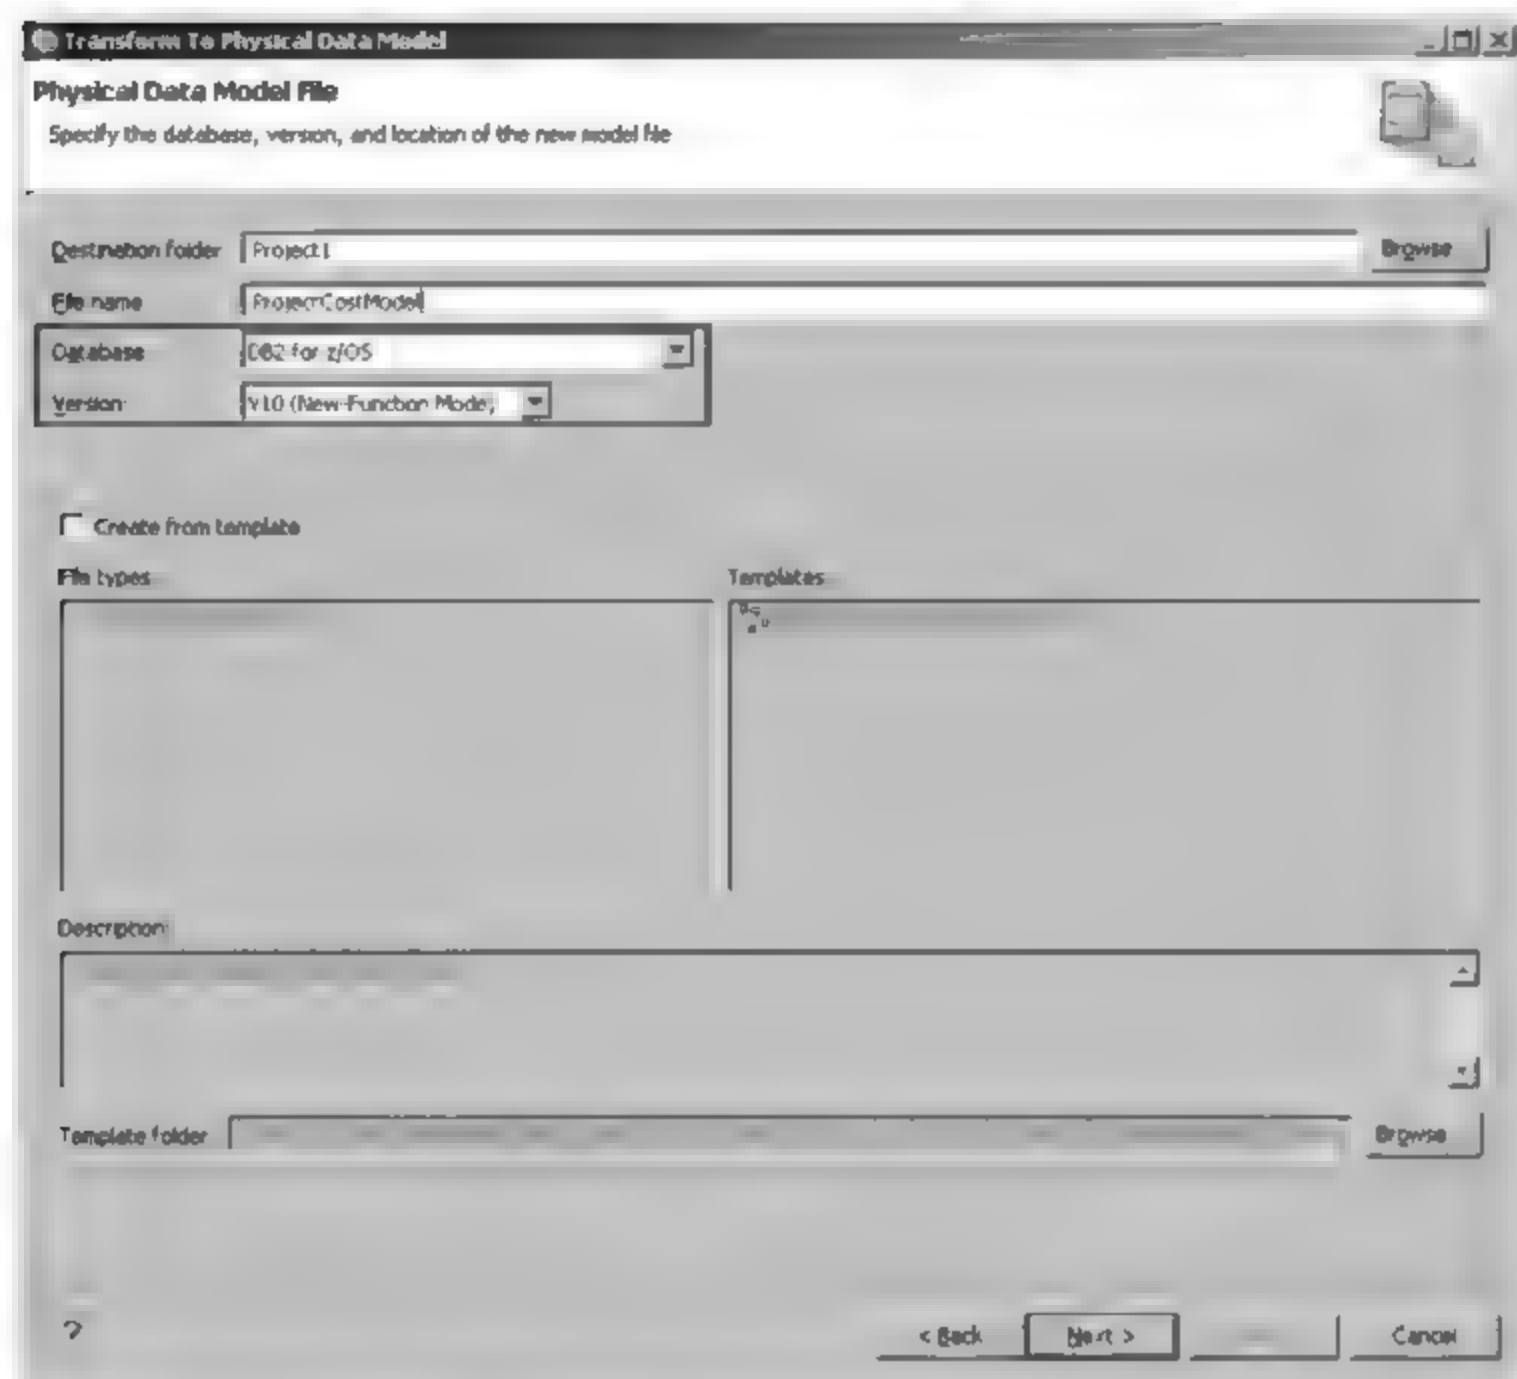 Transform To Physical Data Model
Physical Data Model File
Specify the database, version, and location of the new model file
Destination folder Project1 Browse
File name ProjectCostModel
Database DB2 for z/OS
Version: V10 (New-Function Mode)
Create from template
File types Templates
Description:
Template folder Browse
? < Back Next > Cancel